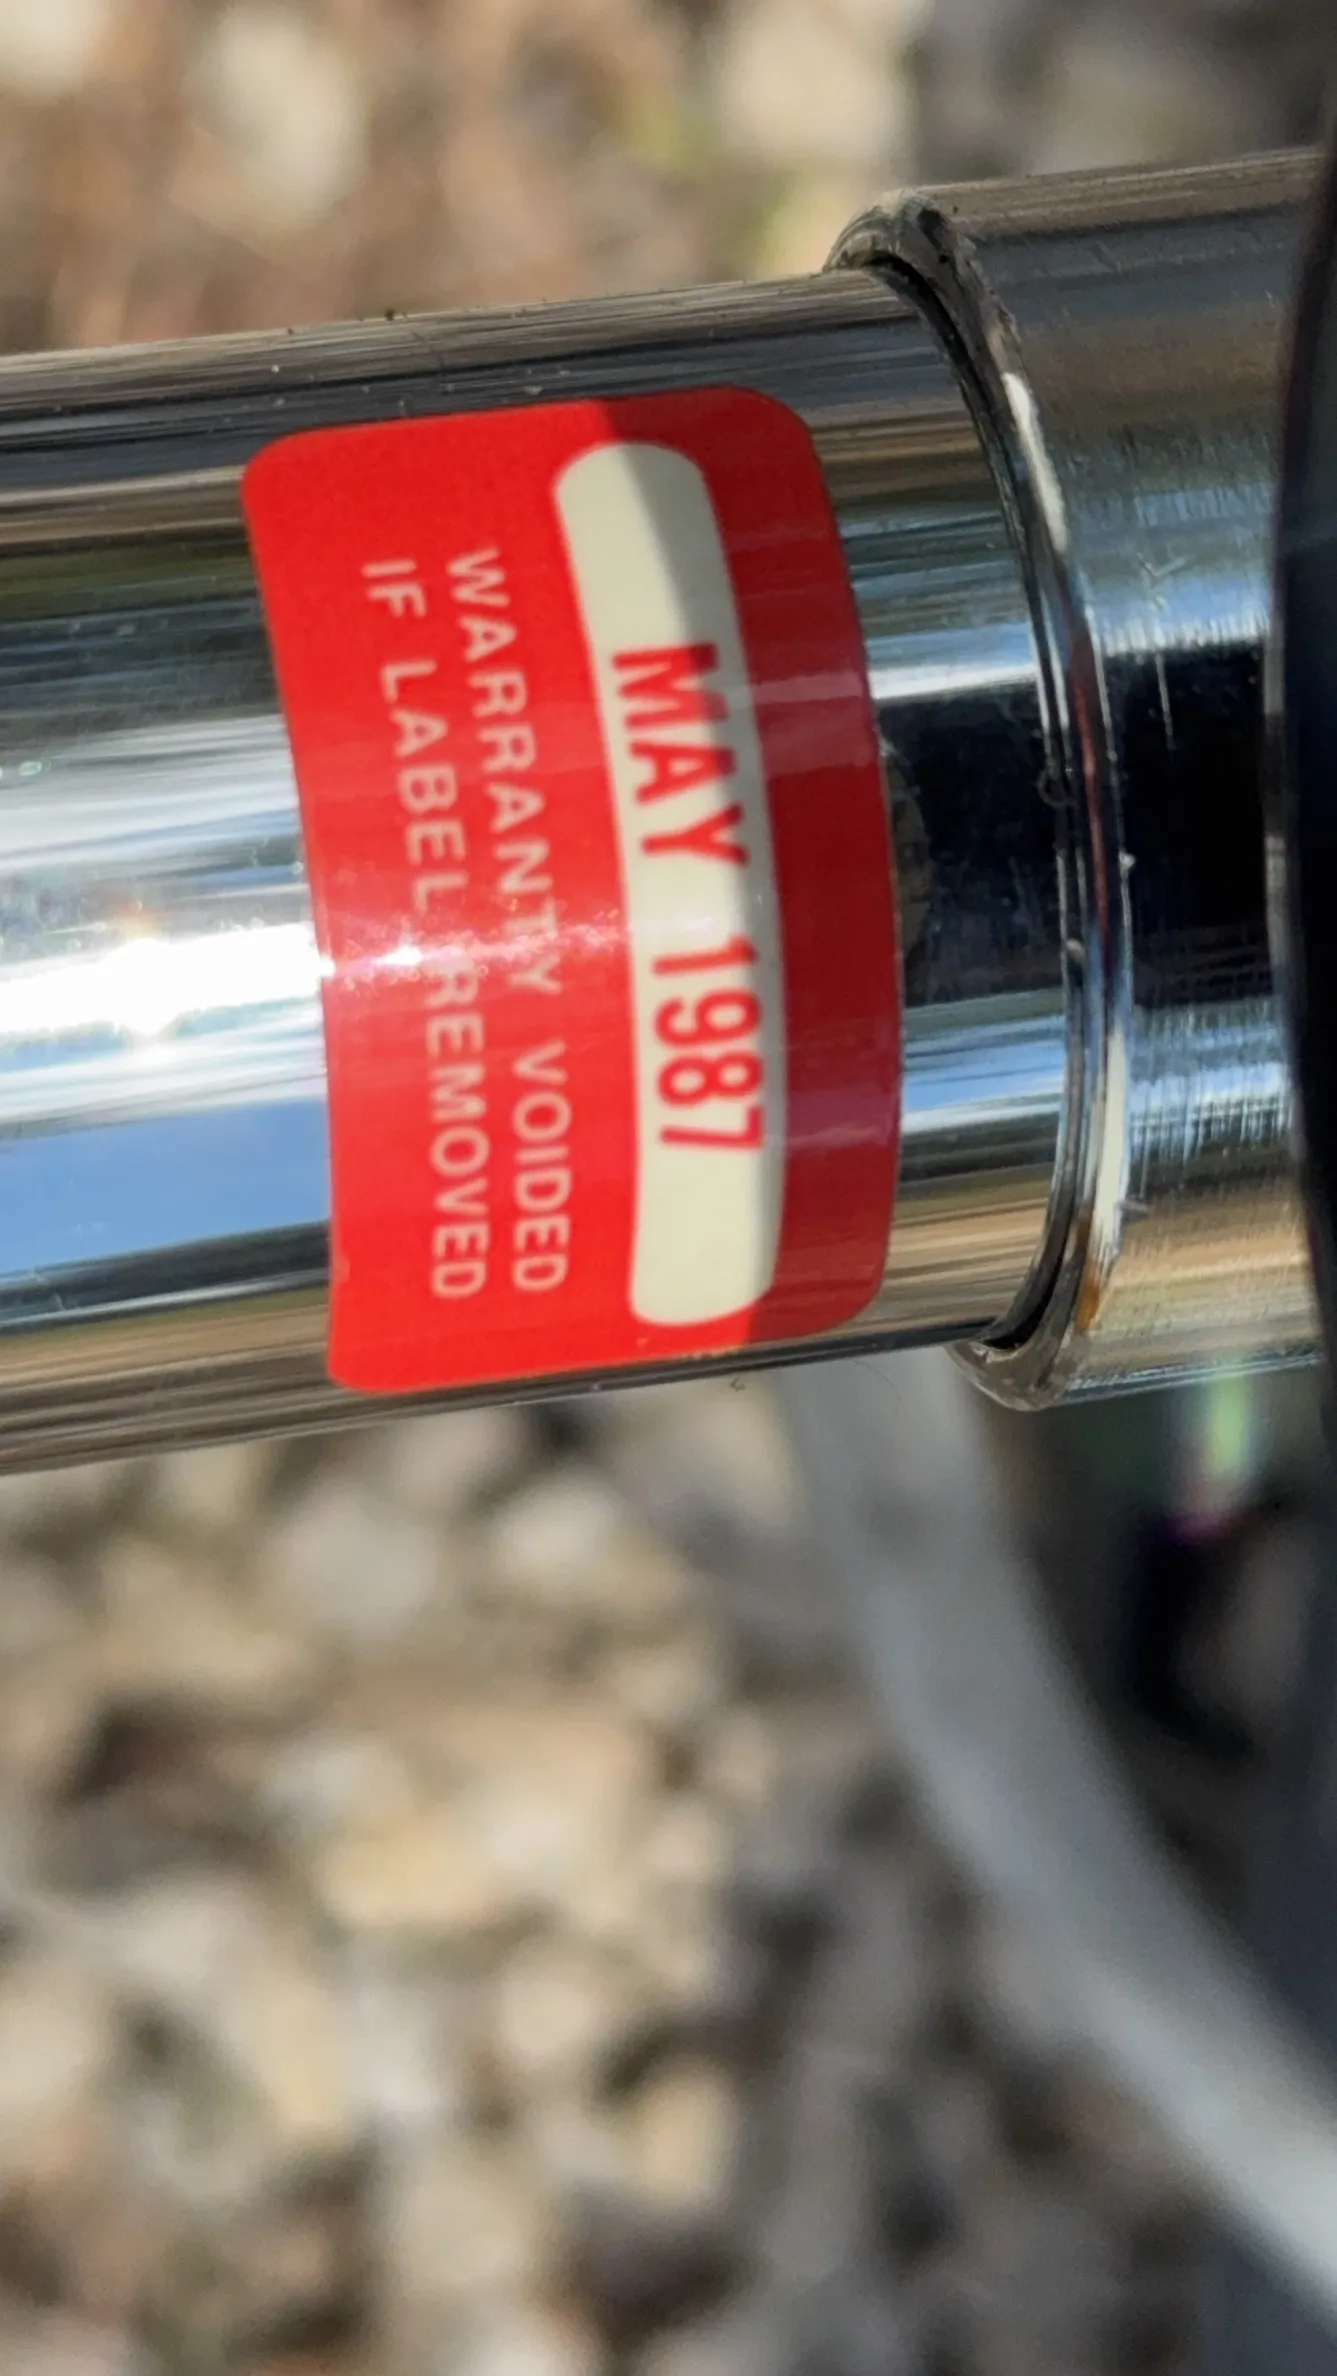 MAY 1987
WARRANTY VOIDED
IF LABEL REMOVED